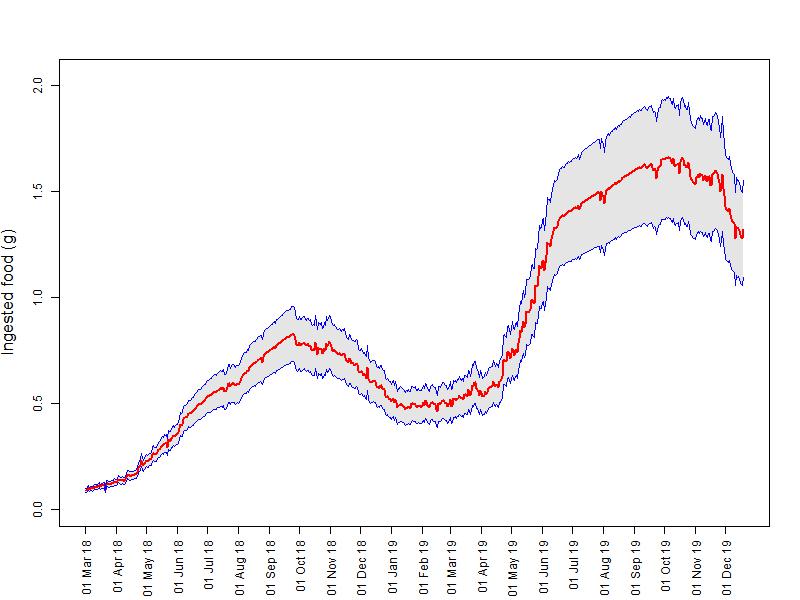 Ingested food (g)
2.0
1.5
1.0
0.5
0.0
01 Mar 18
01 Apr 18
01 May 18
01 Jun 18
01 Jul 18
01 Aug 18
01 Sep 18
01 Oct 18
01 Nov 18
01 Dec 18
01 Jan 19
01 Feb 19
01 Mar 19
01 Apr 19
01 May 19
01 Jun 19
01 Jul 19
01 Aug 19
01 Sep 19
01 Oct 19
01 Nov 19
01 Dec 19